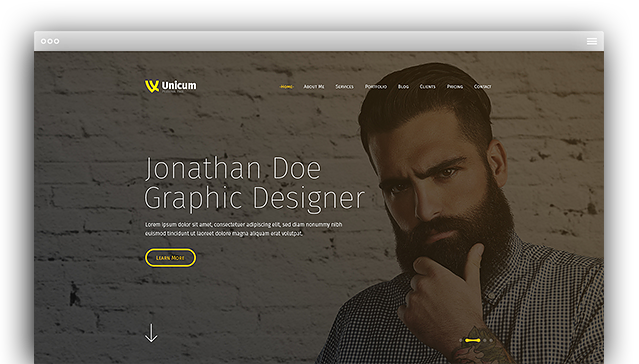 Unicum
Home About Me Services Portfolio Blog Clients Pricing Contact
Jonathan Doe
Graphic Designer
Lorem ipsum dolor sit amet, consectetuer adipiscing elit, sed diam nonummy nibh
euismod tincidunt ut laoreet dolore magna aliquam erat volutpat,
Learn More